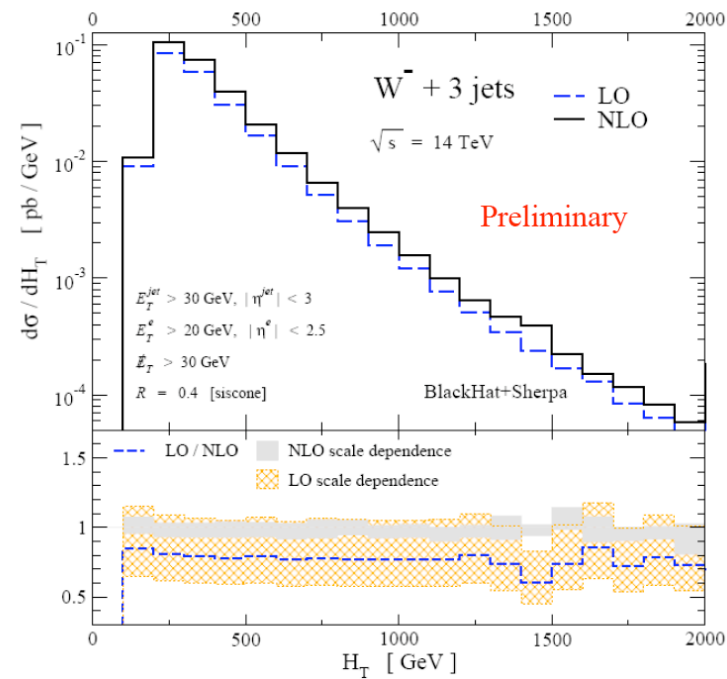 0 500 1000 1500 2000
10^-1
W^- + 3 jets
LO
NLO
√s = 14 TeV
10^-2
Preliminary
dσ / dH_T [ pb / GeV ]
10^-3
E_T^jet > 30 GeV, | η^jet | < 3
E_T^e > 20 GeV, | η^e | < 2.5
E̸_T > 30 GeV
R = 0.4 [siscone]
BlackHat+Sherpa
10^-4
1.5
LO / NLO
NLO scale dependence
LO scale dependence
1
0.5
0 500 1000 1500 2000
H_T [ GeV ]